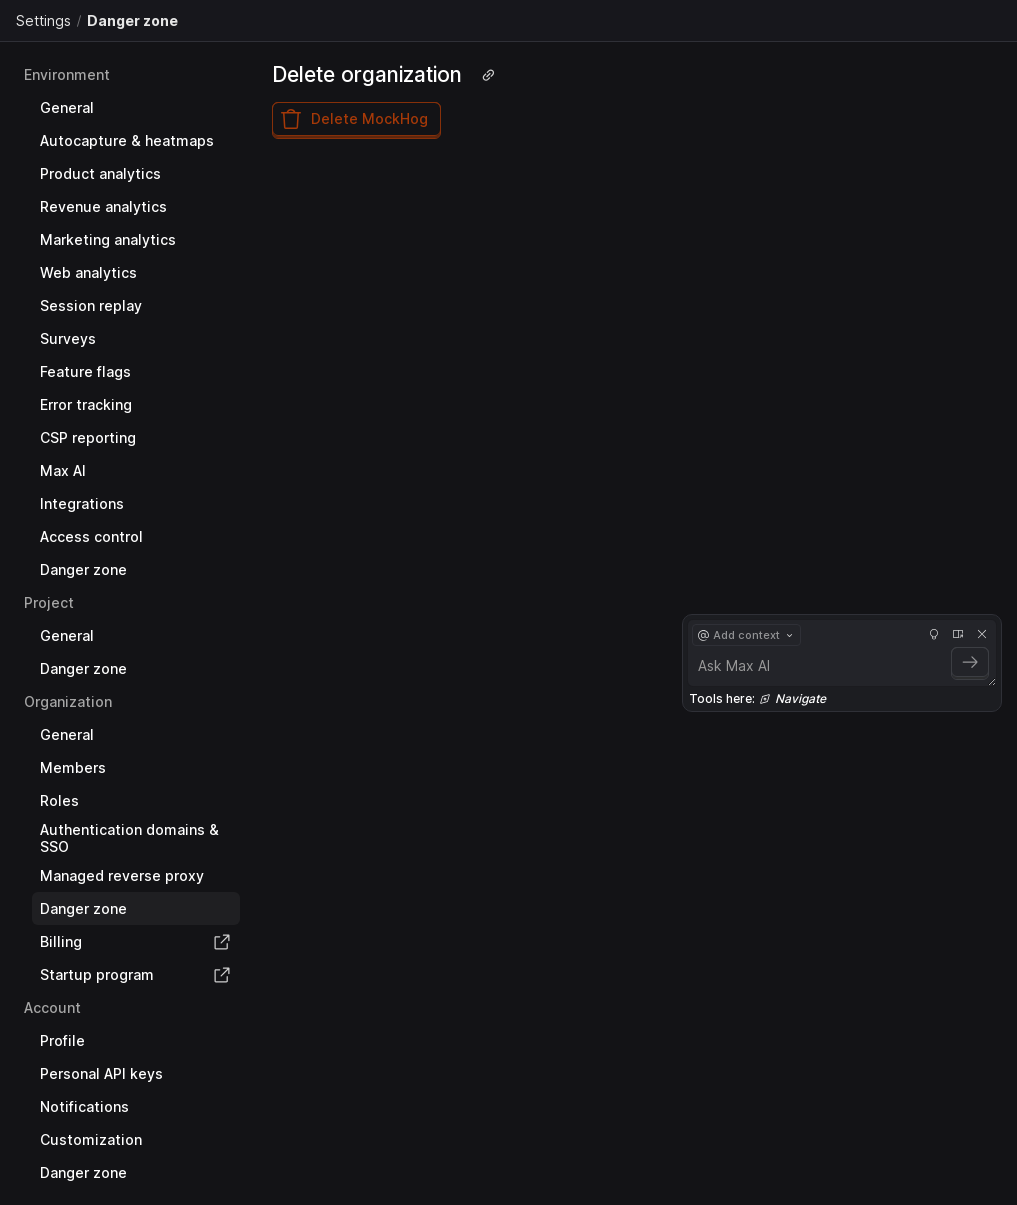 Settings / Danger zone
Environment
General
Autocapture & heatmaps
Product analytics
Revenue analytics
Marketing analytics
Web analytics
Session replay
Surveys
Feature flags
Error tracking
CSP reporting
Max AI
Integrations
Access control
Danger zone
Project
General
Danger zone
Organization
General
Members
Roles
Authentication domains &
SSO
Managed reverse proxy
Danger zone
Billing
Startup program
Account
Profile
Personal API keys
Notifications
Customization
Danger zone
Delete organization
Delete MockHog
@ Add context
Ask Max AI
Tools here: Navigate